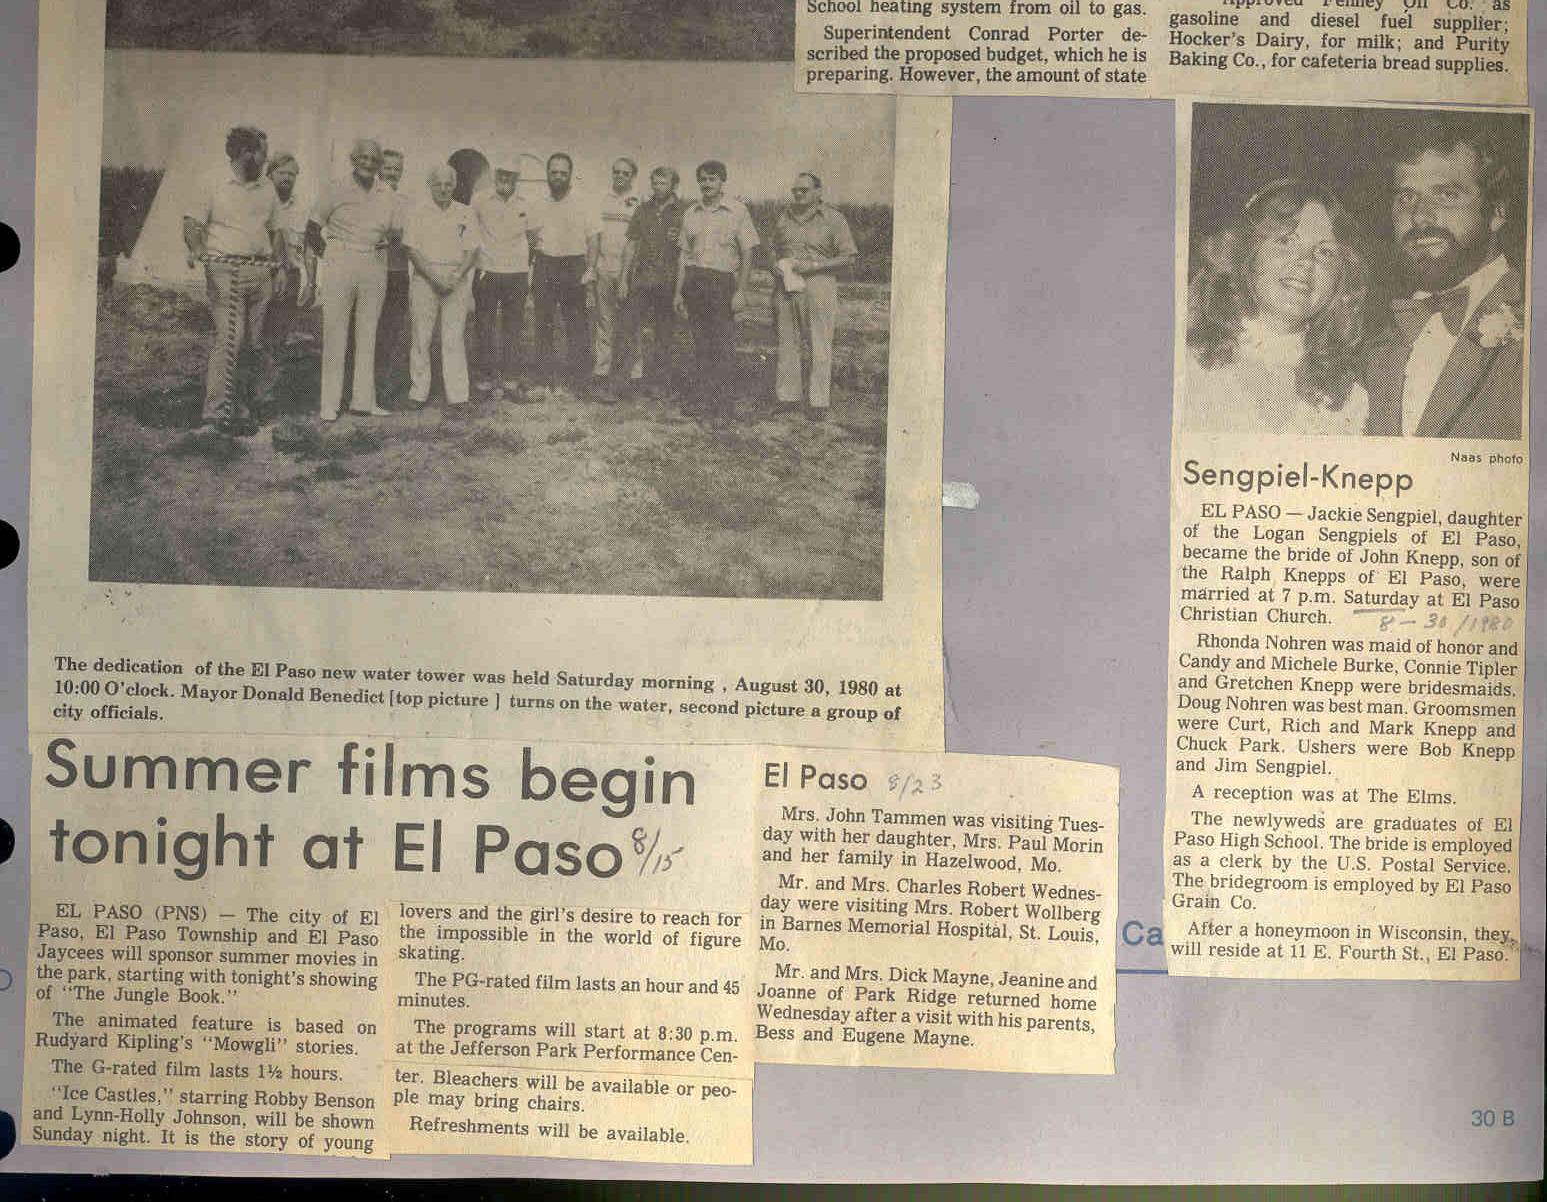 School heating system from oil to gas.
Superintendent Conrad Porter de-
scribed the proposed budget, which he is
preparing. However, the amount of state
Approved Penney Oil Co. as
gasoline and diesel fuel supplier;
Hocker's Dairy, for milk; and Purity
Baking Co., for cafeteria bread supplies.
Naas photo
Sengpiel-Knepp
EL PASO — Jackie Sengpiel, daughter
of the Logan Sengpiels of El Paso,
became the bride of John Knepp, son of
the Ralph Knepps of El Paso, were
married at 7 p.m. Saturday at El Paso
Christian Church. 8-30/1980
Rhonda Nohren was maid of honor and
Candy and Michele Burke, Connie Tipler
and Gretchen Knepp were bridesmaids.
Doug Nohren was best man. Groomsmen
were Curt, Rich and Mark Knepp and
Chuck Park. Ushers were Bob Knepp
and Jim Sengpiel.
A reception was at The Elms.
The newlyweds are graduates of El
Paso High School. The bride is employed
as a clerk by the U.S. Postal Service.
The bridegroom is employed by El Paso
Grain Co.
After a honeymoon in Wisconsin, they
will reside at 11 E. Fourth St., El Paso.
The dedication of the El Paso new water tower was held Saturday morning , August 30, 1980 at
10:00 O'clock. Mayor Donald Benedict [top picture ] turns on the water, second picture a group of
city officials.
Summer films begin
tonight at El Paso 8/15
EL PASO (PNS) — The city of El
Paso, El Paso Township and El Paso
Jaycees will sponsor summer movies in
the park, starting with tonight's showing
of "The Jungle Book."
The animated feature is based on
Rudyard Kipling's "Mowgli" stories.
The G-rated film lasts 1½ hours.
"Ice Castles," starring Robby Benson
and Lynn-Holly Johnson, will be shown
Sunday night. It is the story of young
lovers and the girl's desire to reach for
the impossible in the world of figure
skating.
The PG-rated film lasts an hour and 45
minutes.
The programs will start at 8:30 p.m.
at the Jefferson Park Performance Cen-
ter. Bleachers will be available or peo-
ple may bring chairs.
Refreshments will be available.
El Paso 8/23
Mrs. John Tammen was visiting Tues-
day with her daughter, Mrs. Paul Morin
and her family in Hazelwood, Mo.
Mr. and Mrs. Charles Robert Wednes-
day were visiting Mrs. Robert Wollberg
in Barnes Memorial Hospital, St. Louis,
Mo.
Mr. and Mrs. Dick Mayne, Jeanine and
Joanne of Park Ridge returned home
Wednesday after a visit with his parents,
Bess and Eugene Mayne.
Ca
30 B